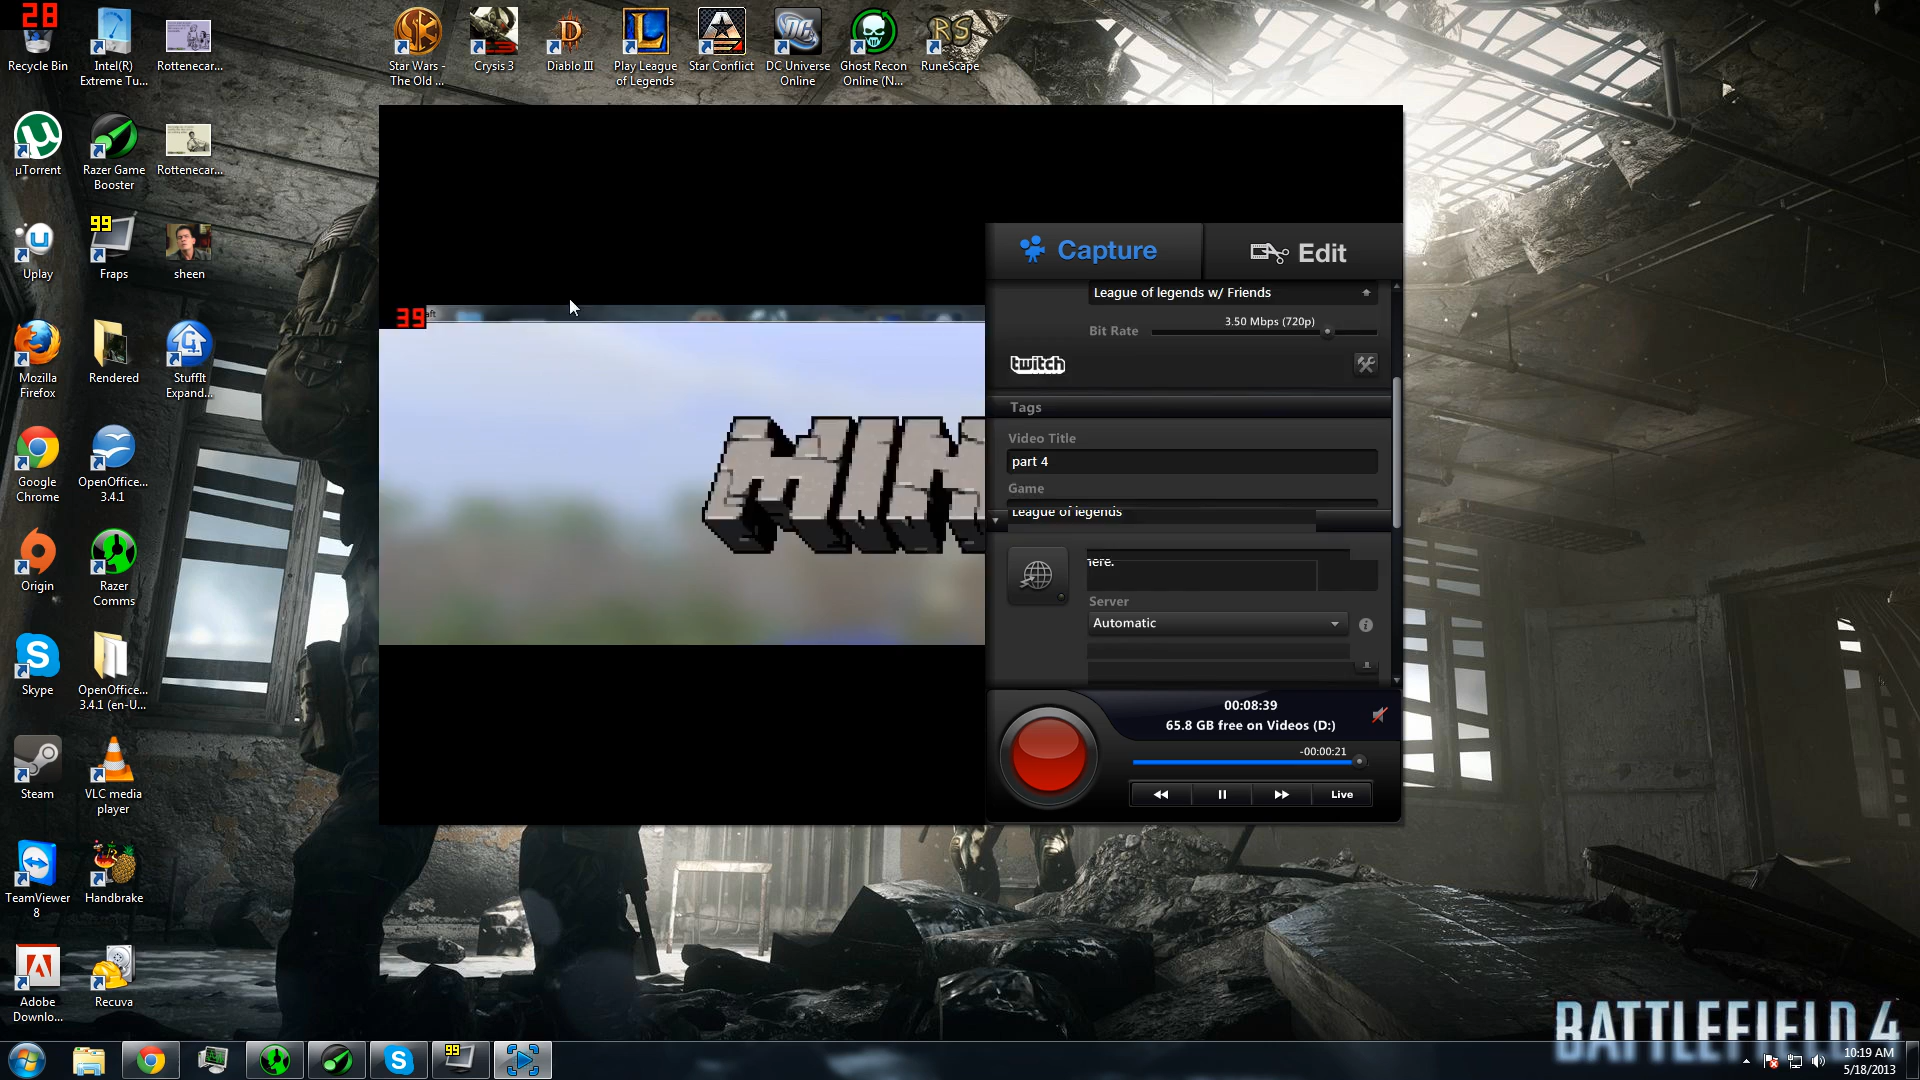 28
Recycle Bin
Intel(R)
Extreme Tu...
Rottenecar...
Star Wars -
The Old ...
Crysis 3
Diablo III
Play League
of Legends
Star Conflict
DC Universe
Online
Ghost Recon
Online (N...
RuneScape
µTorrent
Razer Game
Booster
Rottenecar...
Uplay
99
Fraps
sheen
Mozilla
Firefox
Rendered
StuffIt
Expand...
Google
Chrome
OpenOffice...
3.4.1
Origin
Razer
Comms
Skype
OpenOffice...
3.4.1 (en-U...
Steam
VLC media
player
TeamViewer
8
Handbrake
Adobe
Downlo...
Recuva
39
aft
MIN
Capture
Edit
League of legends w/ Friends
3.50 Mbps (720p)
Bit Rate
twitch
Tags
Video Title
part 4
Game
League of legends
here.
Server
Automatic
00:08:39
65.8 GB free on Videos (D:)
-00:00:21
Live
BATTLEFIELD 4
99
10:19 AM
5/18/2013